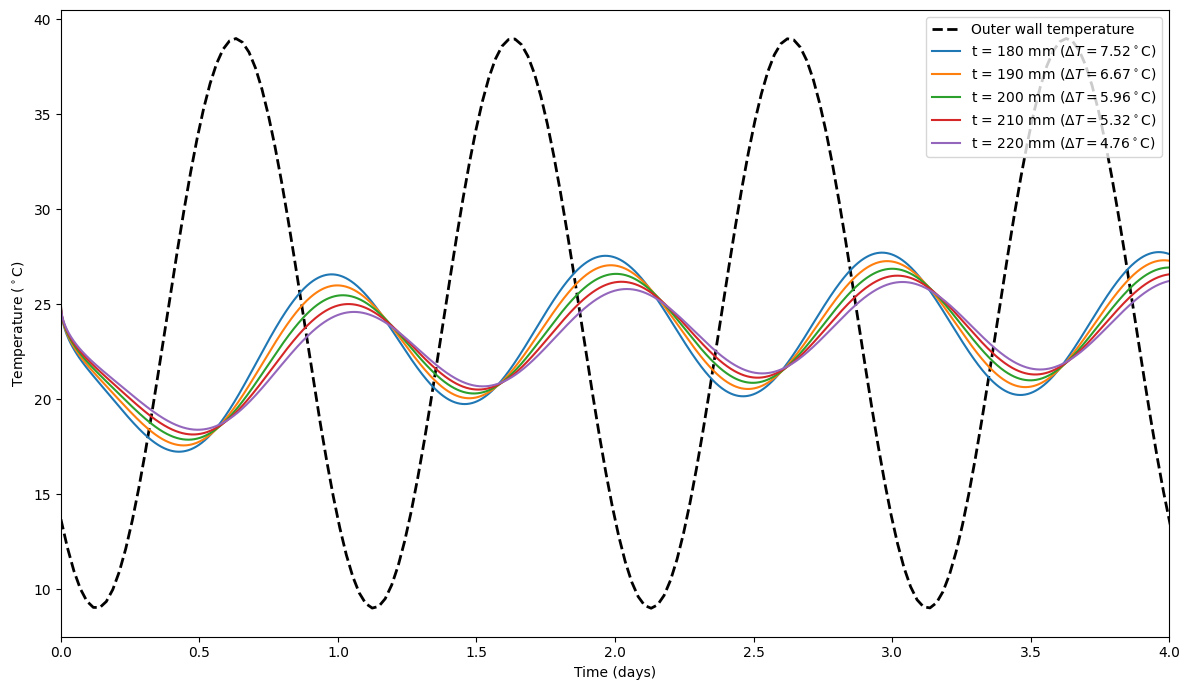 40
35
30
25
20
15
10
Temperature (°C)
Outer wall temperature
t = 180 mm (ΔT = 7.52°C)
t = 190 mm (ΔT = 6.67°C)
t = 200 mm (ΔT = 5.96°C)
t = 210 mm (ΔT = 5.32°C)
t = 220 mm (ΔT = 4.76°C)
0.0 0.5 1.0 1.5 2.0 2.5 3.0 3.5 4.0
Time (days)